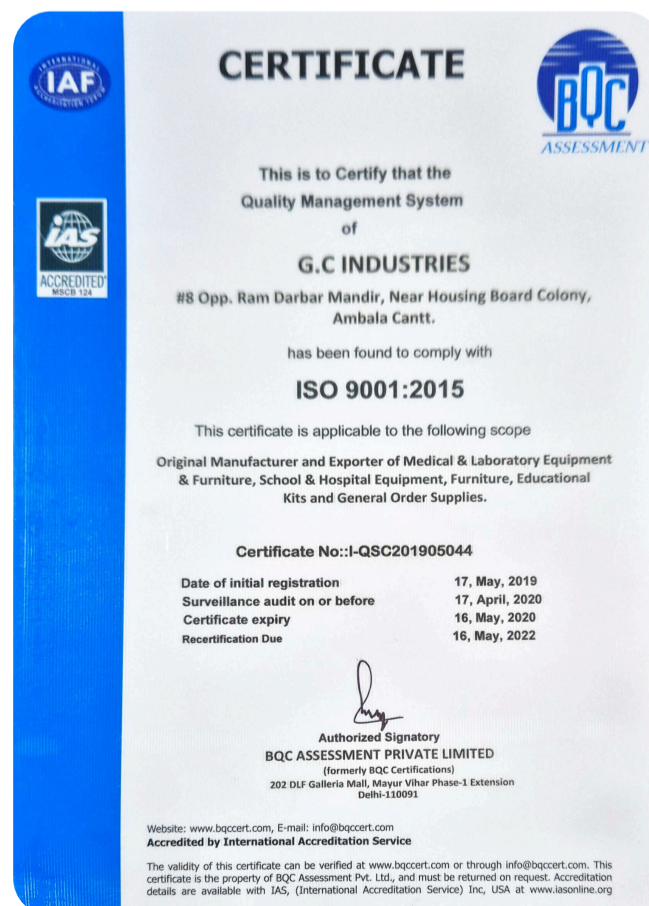 INTERNATIONAL
IAF
ACCREDITATION FORUM
CERTIFICATE
BQC
ASSESSMENT
IAS
ACCREDITED
MSCB 124
This is to Certify that the
Quality Management System
of
G.C INDUSTRIES
#8 Opp. Ram Darbar Mandir, Near Housing Board Colony,
Ambala Cantt.
has been found to comply with
ISO 9001:2015
This certificate is applicable to the following scope
Original Manufacturer and Exporter of Medical & Laboratory Equipment
& Furniture, School & Hospital Equipment, Furniture, Educational
Kits and General Order Supplies.
Certificate No::I-QSC201905044
Date of initial registration 17, May, 2019
Surveillance audit on or before 17, April, 2020
Certificate expiry 16, May, 2020
Recertification Due 16, May, 2022
Authorized Signatory
BQC ASSESSMENT PRIVATE LIMITED
(formerly BQC Certifications)
202 DLF Galleria Mall, Mayur Vihar Phase-1 Extension
Delhi-110091
Website: www.bqccert.com, E-mail: info@bqccert.com
Accredited by International Accreditation Service
The validity of this certificate can be verified at www.bqccert.com or through info@bqccert.com. This
certificate is the property of BQC Assessment Pvt. Ltd., and must be returned on request. Accreditation
details are available with IAS, (International Accreditation Service) Inc, USA at www.iasonline.org